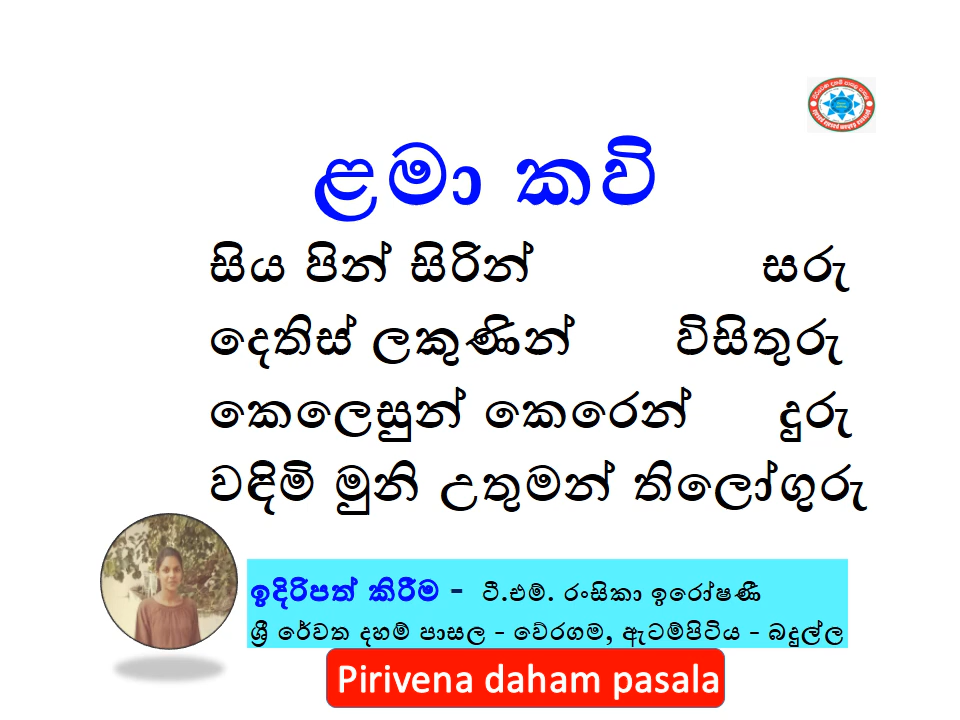 ළමා කවි
සිය පින් සිරින් සරු
දෙතිස් ලකුණින් විසිතුරු
කෙලෙසුන් කෙරෙන් දුරු
වඳිමි මුනි උතුමන් තිලෝගුරු
ඉදිරිපත් කිරීම - ටී.එම්. රංසිකා ඉරෝෂණී
ශ්‍රී රේවත දහම් පාසල - වේරගම, ඇටම්පිටිය - බදුල්ල
Pirivena daham pasala